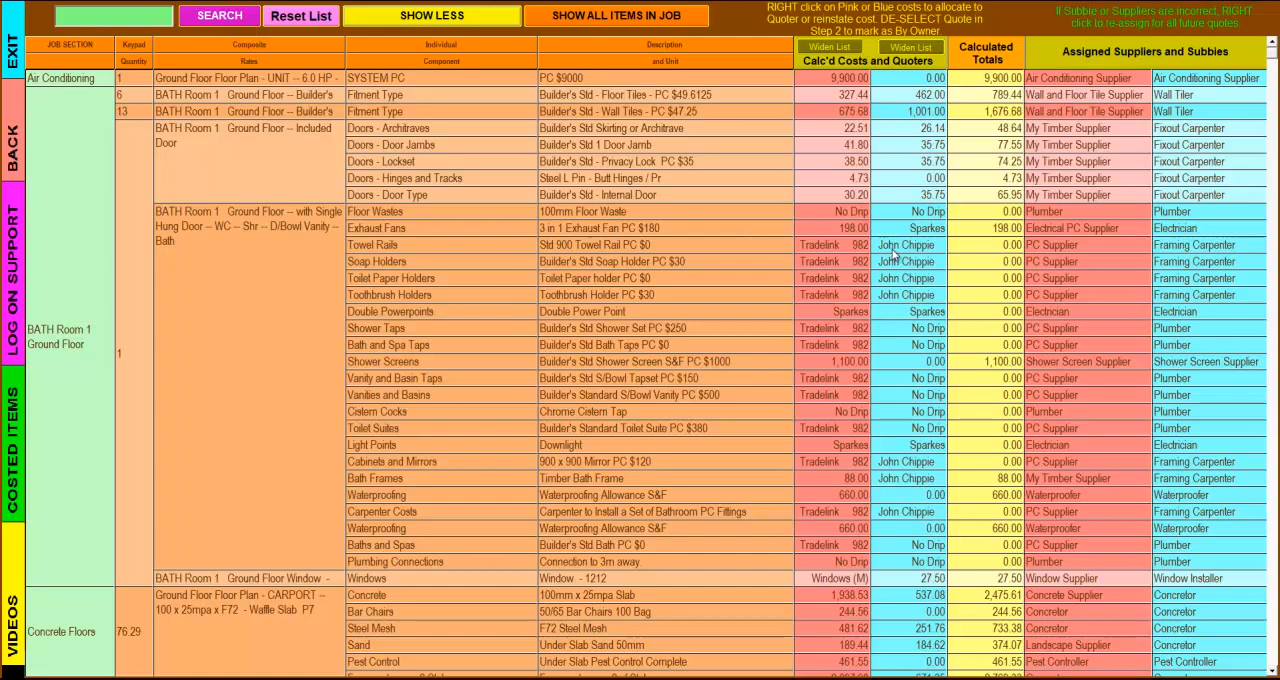 SEARCH Reset List SHOW LESS SHOW ALL ITEMS IN JOB
RIGHT click on Pink or Blue costs to allocate to
Quoter or reinstate cost. DE-SELECT Quote in
Step 2 to mark as By Owner.
If Subbie or Suppliers are incorrect, RIGHT
click to re-assign for all future quotes.
EXIT
BACK
LOG ON SUPPORT
COSTED ITEMS
VIDEOS
JOB SECTION Keypad Composite Individual Description Widen List Widen List Calculated Assigned Suppliers and Subbies
Quantity Rates Component and Unit Calc'd Costs and Quoters Totals
Air Conditioning 1 Ground Floor Floor Plan - UNIT -- 6.0 HP - SYSTEM PC PC $9000 9,900.00 0.00 9,900.00 Air Conditioning Supplier Air Conditioning Supplier
6 BATH Room 1 Ground Floor -- Builder's Fitment Type Builder's Std - Floor Tiles - PC $49.6125 327.44 462.00 789.44 Wall and Floor Tile Supplier Wall Tiler
13 BATH Room 1 Ground Floor -- Builder's Fitment Type Builder's Std - Wall Tiles - PC $47.25 675.68 1,001.00 1,676.68 Wall and Floor Tile Supplier Wall Tiler
BATH Room 1 Ground Floor -- Included Doors - Architraves Builder's Std Skirting or Architrave 22.51 26.14 48.64 My Timber Supplier Fixout Carpenter
Door Doors - Door Jambs Builder's Std 1 Door Jamb 41.80 35.75 77.55 My Timber Supplier Fixout Carpenter
Doors - Lockset Builder's Std - Privacy Lock PC $35 38.50 35.75 74.25 My Timber Supplier Fixout Carpenter
Doors - Hinges and Tracks Steel L Pin - Butt Hinges / Pr 4.73 0.00 4.73 My Timber Supplier Fixout Carpenter
Doors - Door Type Builder's Std - Internal Door 30.20 35.75 65.95 My Timber Supplier Fixout Carpenter
BATH Room 1 Ground Floor -- with Single Floor Wastes 100mm Floor Waste No Drip No Drip 0.00 Plumber Plumber
Hung Door -- WC -- Shr -- D/Bowl Vanity -- Exhaust Fans 3 in 1 Exhaust Fan PC $180 198.00 Sparkes 198.00 Electrical PC Supplier Electrician
Bath Towel Rails Std 900 Towel Rail PC $0 Tradelink 982 John Chippie 0.00 PC Supplier Framing Carpenter
Soap Holders Builder's Std Soap Holder PC $30 Tradelink 982 John Chippie 0.00 PC Supplier Framing Carpenter
Toilet Paper Holders Toilet Paper holder PC $0 Tradelink 982 John Chippie 0.00 PC Supplier Framing Carpenter
Toothbrush Holders Toothbrush Holder PC $30 Tradelink 982 John Chippie 0.00 PC Supplier Framing Carpenter
Double Powerpoints Double Power Point Sparkes Sparkes 0.00 Electrician Electrician
BATH Room 1 Shower Taps Builder's Std Shower Set PC $250 Tradelink 982 No Drip 0.00 PC Supplier Plumber
Ground Floor Bath and Spa Taps Builder's Std Bath Taps PC $0 Tradelink 982 No Drip 0.00 PC Supplier Plumber
1 Shower Screens Builder's Std Shower Screen S&F PC $1000 1,100.00 0.00 1,100.00 Shower Screen Supplier Shower Screen Supplier
Vanity and Basin Taps Builder's Std S/Bowl Tapset PC $150 Tradelink 982 No Drip 0.00 PC Supplier Plumber
Vanities and Basins Builder's Standard S/Bowl Vanity PC $500 Tradelink 982 No Drip 0.00 PC Supplier Plumber
Cistern Cocks Chrome Cistern Tap No Drip No Drip 0.00 Plumber Plumber
Toilet Suites Builder's Standard Toilet Suite PC $380 Tradelink 982 No Drip 0.00 PC Supplier Plumber
Light Points Downlight Sparkes Sparkes 0.00 Electrician Electrician
Cabinets and Mirrors 900 x 900 Mirror PC $120 Tradelink 982 John Chippie 0.00 PC Supplier Framing Carpenter
Bath Frames Timber Bath Frame 88.00 John Chippie 88.00 My Timber Supplier Framing Carpenter
Waterproofing Waterproofing Allowance S&F 660.00 0.00 660.00 Waterproofer Waterproofer
Carpenter Costs Carpenter to Install a Set of Bathroom PC Fittings Tradelink 982 John Chippie 0.00 PC Supplier Framing Carpenter
Waterproofing Waterproofing Allowance S&F 660.00 0.00 660.00 Waterproofer Waterproofer
Baths and Spas Builder's Std Bath PC $0 Tradelink 982 No Drip 0.00 PC Supplier Plumber
Plumbing Connections Connection to 3m away. No Drip No Drip 0.00 Plumber Plumber
BATH Room 1 Ground Floor Window - Windows Window - 1212 Windows (M) 27.50 27.50 Window Supplier Window Installer
Ground Floor Floor Plan - CARPORT -- Concrete 100mm x 25mpa Slab 1,938.53 537.08 2,475.61 Concrete Supplier Concretor
100 x 25mpa x F72 - Waffle Slab P7 Bar Chairs 50/65 Bar Chairs 100 Bag 244.56 0.00 244.56 Concretor Concretor
Concrete Floors 76.29 Steel Mesh F72 Steel Mesh 481.62 251.76 733.38 Concretor Concretor
Sand Under Slab Sand 50mm 189.44 184.62 374.07 Landscape Supplier Concretor
Pest Control Under Slab Pest Control Complete 461.55 0.00 461.55 Pest Controller Pest Controller